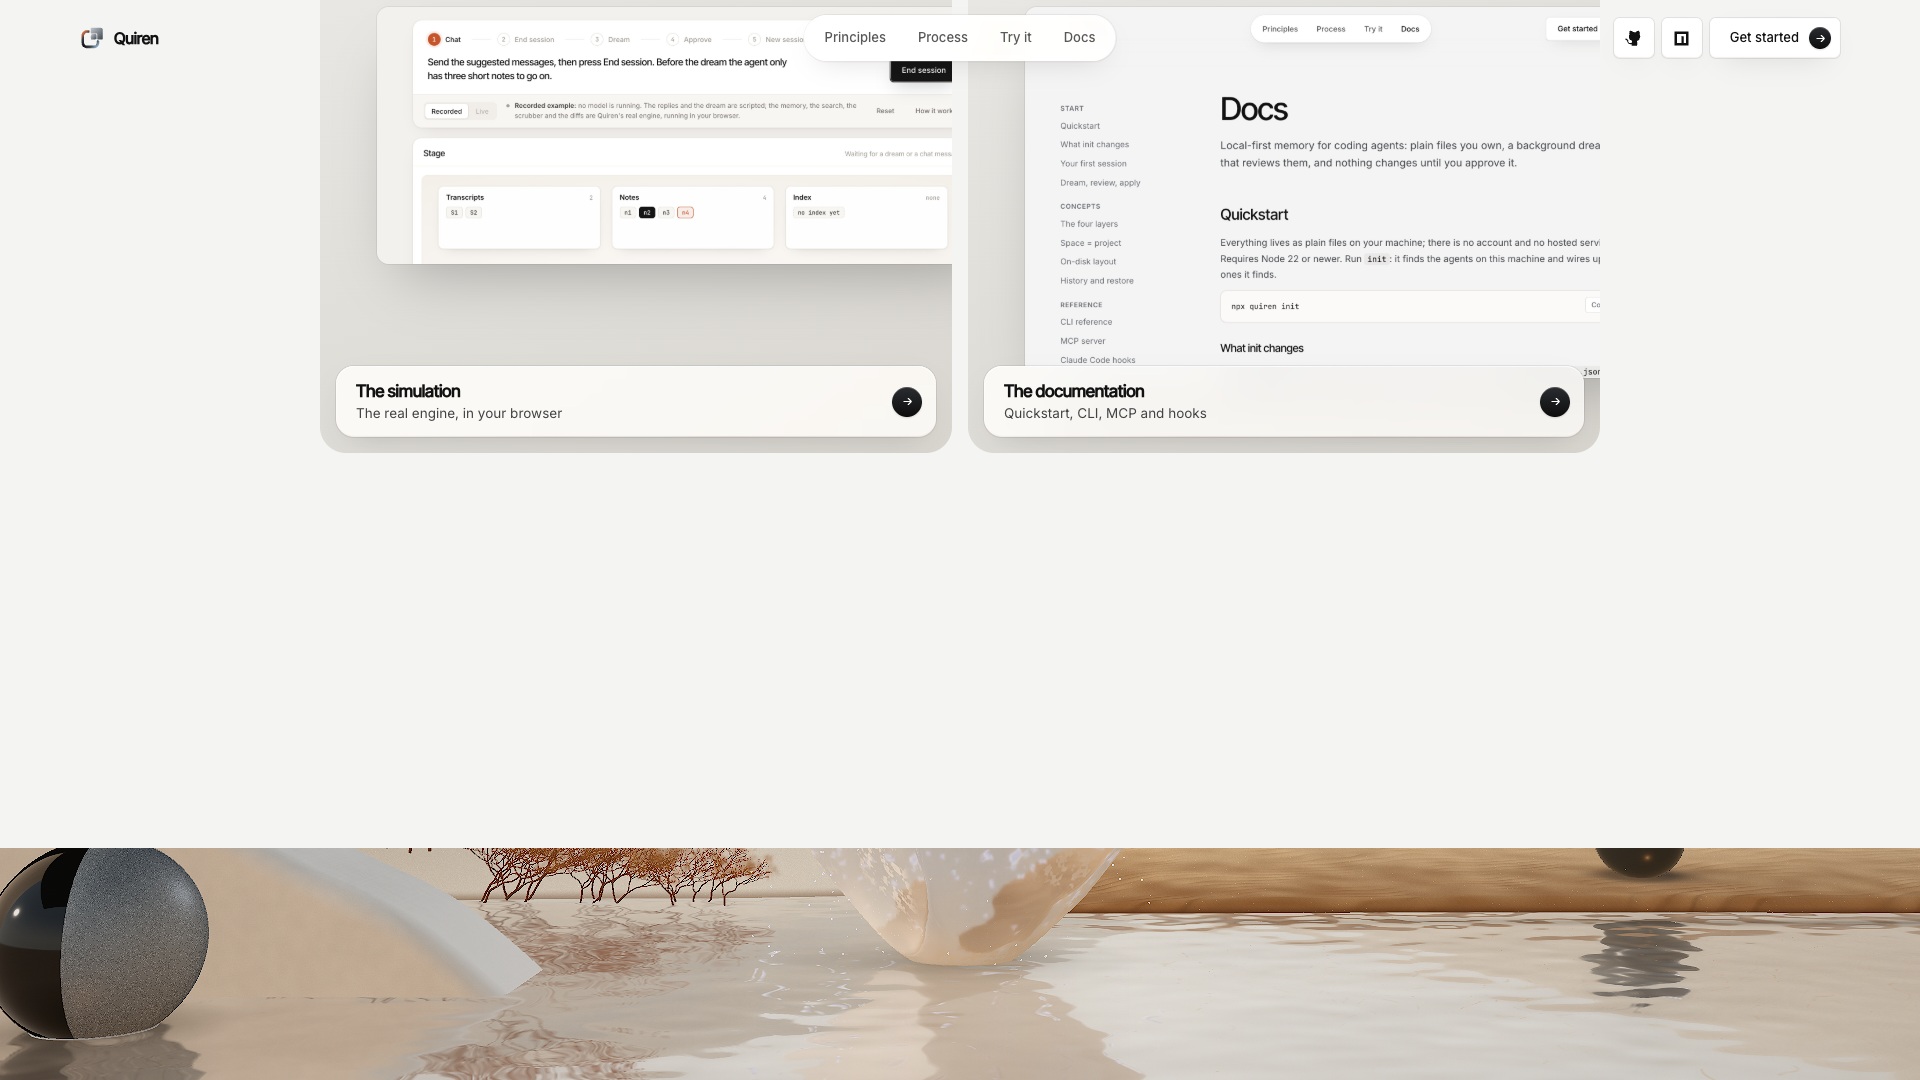 Quiren
Principles
Process
Try it
Docs
Get started
1 Chat
2 End session
3 Dream
4 Approve
5 New
Send the suggested messages, then press End session. Before the dream the agent only
has three short notes to go on.
End session
Recorded
Live
Recorded example: no model is running. The replies and the dream are scripted; the memory, the search, the
scrubber and the diffs are Quiren's real engine, running in your browser.
Reset
How it work
Stage
Waiting for a dream or a chat
Transcripts 2
S1 S2
Notes 4
n1 n2 n3 n4
Index none
no index yet
The simulation
The real engine, in your browser
Principles
Process
Try it
Docs
Get started
START
Quickstart
What init changes
Your first session
Dream, review, apply
CONCEPTS
The four layers
Space = project
On-disk layout
History and restore
REFERENCE
CLI reference
MCP server
Claude Code hooks
Docs
Local-first memory for coding agents: plain files you own, a background drea
that reviews them, and nothing changes until you approve it.
Quickstart
Everything lives as plain files on your machine; there is no account and no hosted servi
Requires Node 22 or newer. Run init: it finds the agents on this machine and wires up
ones it finds.
npx quiren init
Co
What init changes
json
The documentation
Quickstart, CLI, MCP and hooks